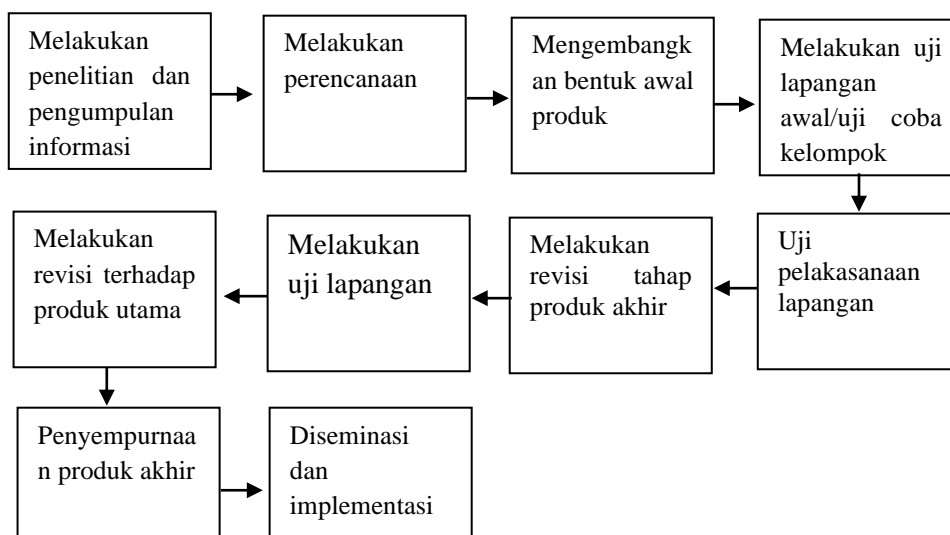 Melakukan
penelitian dan
pengumpulan
informasi
Melakukan
perencanaan
Mengembangk
an bentuk awal
produk
Melakukan uji
lapangan
awal/uji coba
kelompok
Uji
pelakasanaan
lapangan
Melakukan
revisi tahap
produk akhir
Melakukan
uji lapangan
Melakukan
revisi terhadap
produk utama
Penyempurnaa
n produk akhir
Diseminasi
dan
implementasi